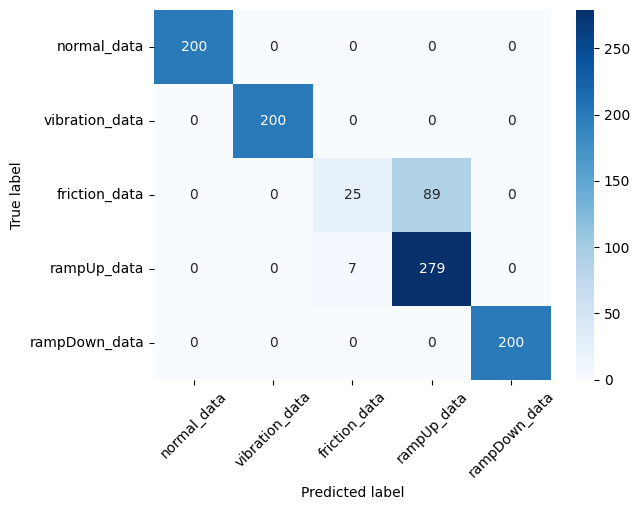 True label
normal_data 200 0 0 0 0
vibration_data 0 200 0 0 0
friction_data 0 0 25 89 0
rampUp_data 0 0 7 279 0
rampDown_data 0 0 0 0 200
normal_data vibration_data friction_data rampUp_data rampDown_data
Predicted label
250
200
150
100
50
0